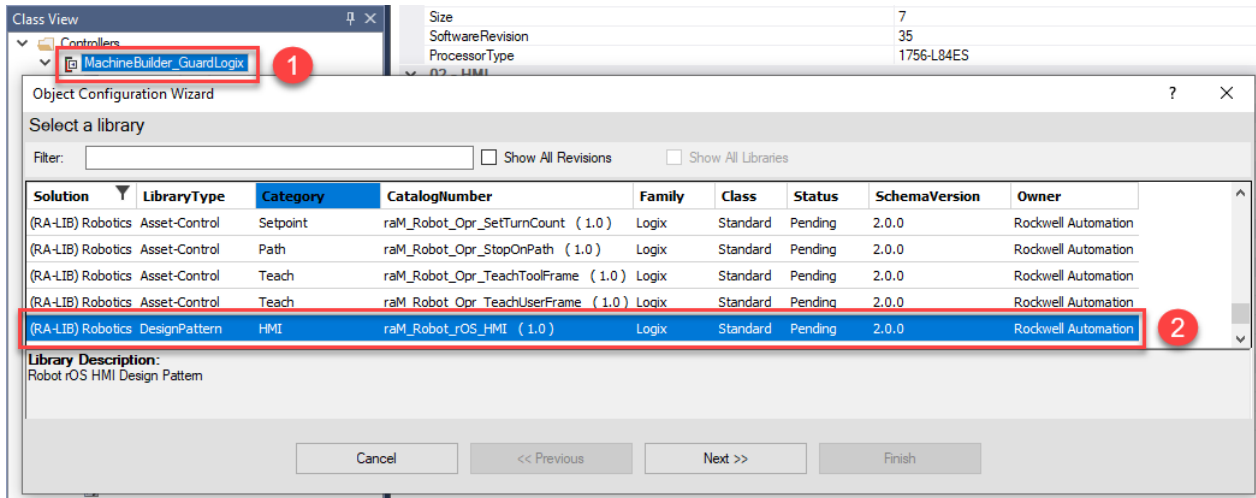 Class View
Size 7
Controllers SoftwareRevision 35
MachineBuilder_GuardLogix 1 ProcessorType 1756-L84ES
02 - HMI
Object Configuration Wizard ? ×
Select a library
Filter: Show All Revisions Show All Libraries
Solution LibraryType Category CatalogNumber Family Class Status SchemaVersion Owner
(RA-LIB) Robotics Asset-Control Setpoint raM_Robot_Opr_SetTurnCount (1.0) Logix Standard Pending 2.0.0 Rockwell Automation
(RA-LIB) Robotics Asset-Control Path raM_Robot_Opr_StopOnPath (1.0) Logix Standard Pending 2.0.0 Rockwell Automation
(RA-LIB) Robotics Asset-Control Teach raM_Robot_Opr_TeachToolFrame (1.0) Logix Standard Pending 2.0.0 Rockwell Automation
(RA-LIB) Robotics Asset-Control Teach raM_Robot_Opr_TeachUserFrame (1.0) Logix Standard Pending 2.0.0 Rockwell Automation
(RA-LIB) Robotics DesignPattern HMI raM_Robot_rOS_HMI (1.0) Logix Standard Pending 2.0.0 Rockwell Automation 2
Library Description:
Robot rOS HMI Design Pattern
Cancel << Previous Next >> Finish